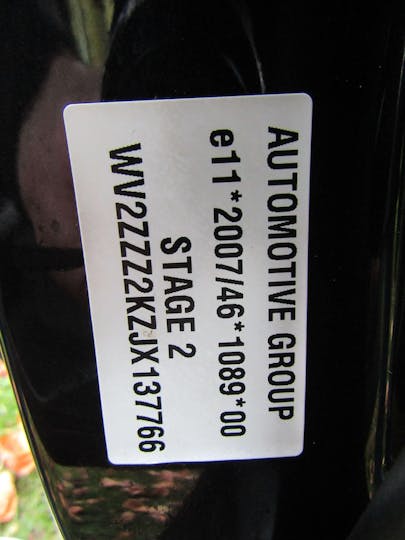 AUTOMOTIVE GROUP
e11*2007/46*1089*00
STAGE 2
WV2ZZZ2KZJX137766